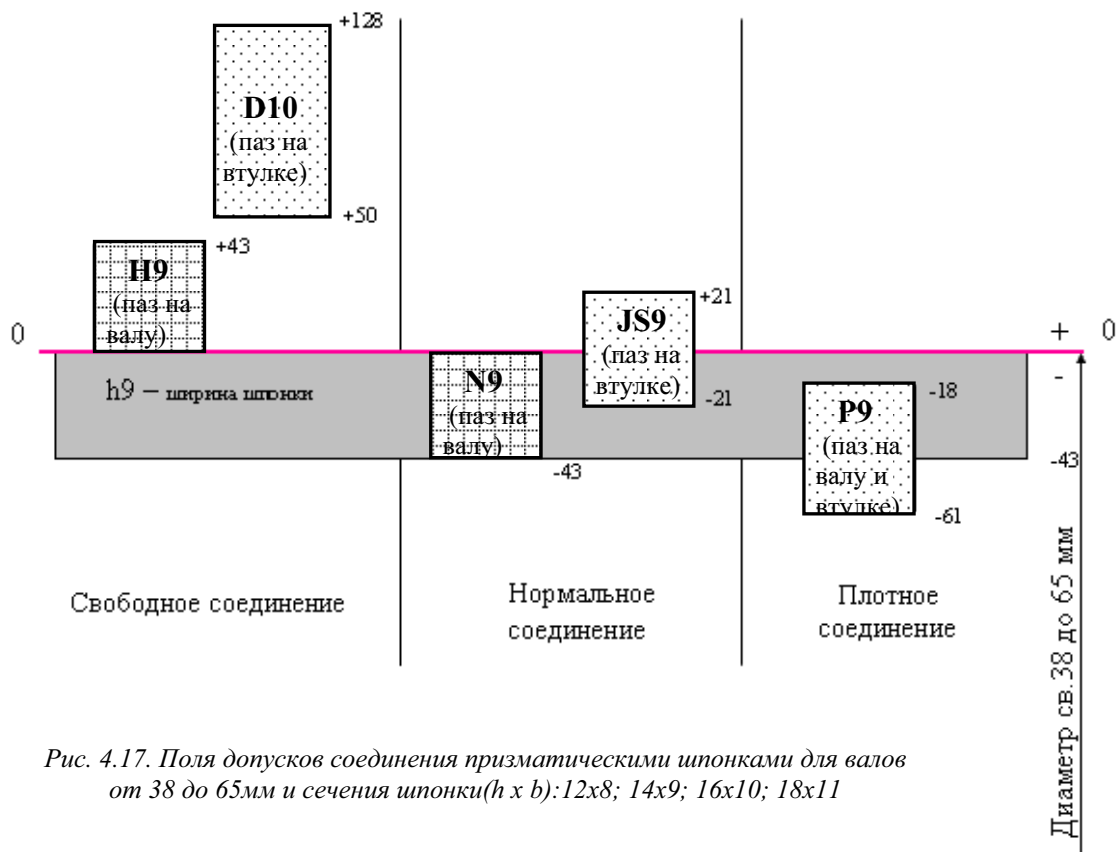 +128
D10
(паз на
втулке)
+50
+43
H9
(паз на
валу)
+21
JS9
(паз на
втулке)
-21
0
+ 0
-
h9 – ширина шпонки
N9
(паз на
валу)
-43
-18
P9
(паз на
валу и
втулке)
-43
-61
Свободное соединение
Нормальное
соединение
Плотное
соединение
Диаметр св.38 до 65 мм
Рис. 4.17. Поля допусков соединения призматическими шпонками для валов
от 38 до 65мм и сечения шпонки(h x b):12x8; 14x9; 16x10; 18x11